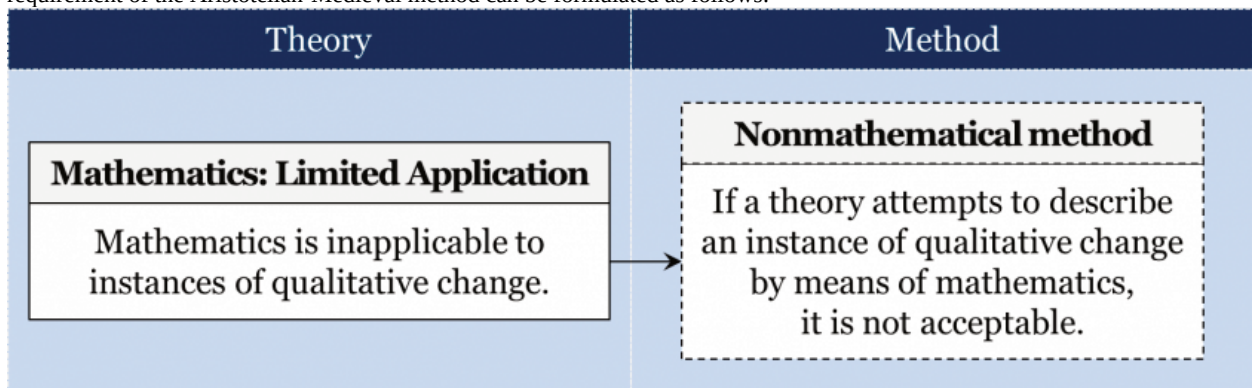 requirement of the Aristotelian-Medieval method can be formulated as follows:
Theory
Method
Mathematics: Limited Application
Mathematics is inapplicable to
instances of qualitative change.
Nonmathematical method
If a theory attempts to describe
an instance of qualitative change
by means of mathematics,
it is not acceptable.